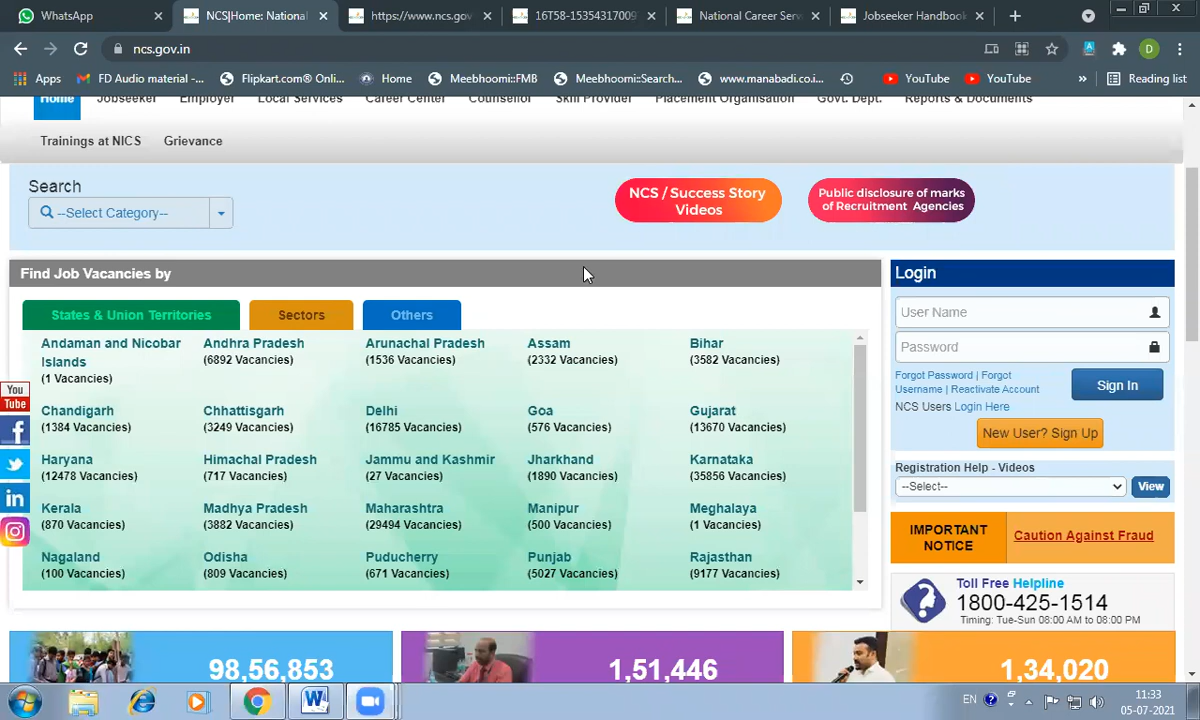 WhatsApp
NCS|Home: National
https://www.ncs.gov
16T58-1535431700
National Career Serv
Jobseeker Handbook
ncs.gov.in
Apps
FD Audio material -...
Flipkart.com® Onli...
Home
Meebhoomi::FMB
Meebhoomi::Search...
www.manabadi.co.i...
YouTube
YouTube
»
Reading list
Home
Jobseeker
Employer
Local Services
Career Center
Counsellor
Skill Provider
Placement Organisation
Govt. Dept.
Reports & Documents
Trainings at NICS
Grievance
Search
--Select Category--
NCS / Success Story
Videos
Public disclosure of marks
of Recruitment Agencies
Find Job Vacancies by
States & Union Territories
Sectors
Others
Andaman and Nicobar
Islands
(1 Vacancies)
Andhra Pradesh
(6892 Vacancies)
Arunachal Pradesh
(1536 Vacancies)
Assam
(2332 Vacancies)
Bihar
(3582 Vacancies)
Chandigarh
(1384 Vacancies)
Chhattisgarh
(3249 Vacancies)
Delhi
(16785 Vacancies)
Goa
(576 Vacancies)
Gujarat
(13670 Vacancies)
Haryana
(12478 Vacancies)
Himachal Pradesh
(717 Vacancies)
Jammu and Kashmir
(27 Vacancies)
Jharkhand
(1890 Vacancies)
Karnataka
(35856 Vacancies)
Kerala
(870 Vacancies)
Madhya Pradesh
(3882 Vacancies)
Maharashtra
(29494 Vacancies)
Manipur
(500 Vacancies)
Meghalaya
(1 Vacancies)
Nagaland
(100 Vacancies)
Odisha
(809 Vacancies)
Puducherry
(671 Vacancies)
Punjab
(5027 Vacancies)
Rajasthan
(9177 Vacancies)
You
Tube
Login
User Name
Password
Forgot Password | Forgot
Username | Reactivate Account
NCS Users Login Here
Sign In
New User? Sign Up
Registration Help - Videos
--Select--
View
IMPORTANT
NOTICE
Caution Against Fraud
Toll Free Helpline
1800-425-1514
Timing: Tue-Sun 08:00 AM to 08:00 PM
98,56,853
1,51,446
1,34,020
EN
11:33
05-07-2021